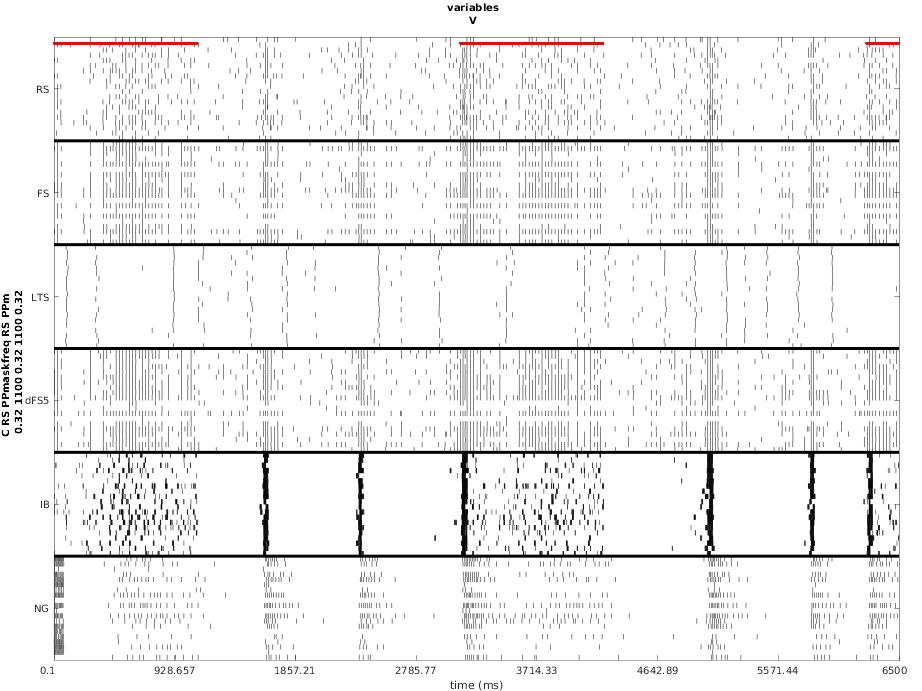 variables
V
C RS PPmaskfreq RS PPm
0.32 1100 0.32 1100 0.32
RS
FS
LTS
dFS5
IB
NG
0.1 928.657 1857.21 2785.77 3714.33 4642.89 5571.44 6500
time (ms)